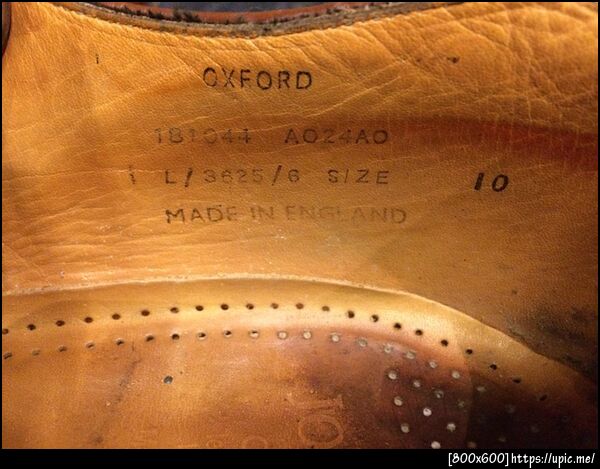 OXFORD
181044 A024A0
L/3625/6 SIZE 10
MADE IN ENGLAND
[800x600]https://upic.me/